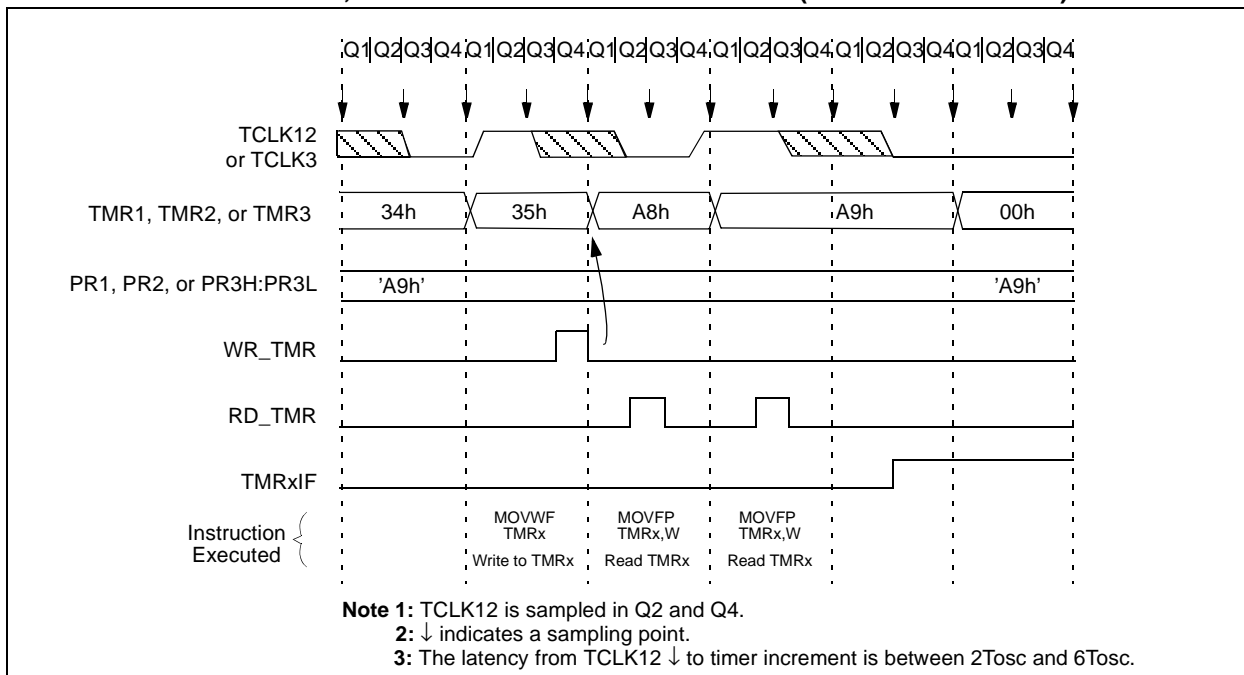 Q1 Q2 Q3 Q4 Q1 Q2 Q3 Q4 Q1 Q2 Q3 Q4 Q1 Q2 Q3 Q4 Q1 Q2 Q3 Q4 Q1 Q2 Q3 Q4
TCLK12
or TCLK3
TMR1, TMR2, or TMR3 34h 35h A8h A9h 00h
PR1, PR2, or PR3H:PR3L 'A9h' 'A9h'
WR_TMR
RD_TMR
TMRxIF
Instruction
Executed
MOVWF
TMRx
Write to TMRx
MOVFP
TMRx,W
Read TMRx
MOVFP
TMRx,W
Read TMRx
Note 1: TCLK12 is sampled in Q2 and Q4.
2: ↓ indicates a sampling point.
3: The latency from TCLK12 ↓ to timer increment is between 2Tosc and 6Tosc.